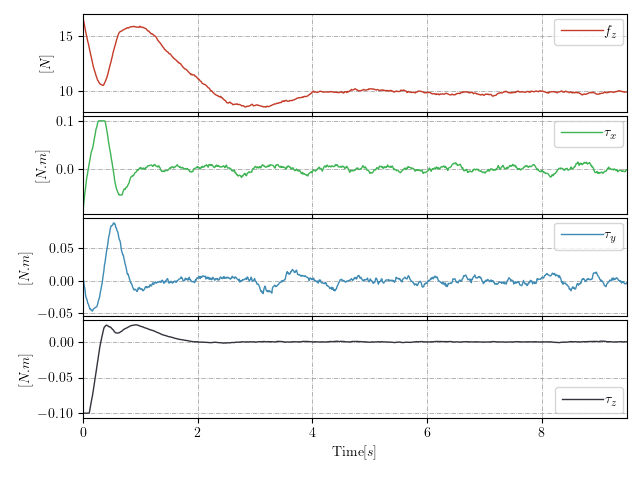 15
10
[N]
f_z
0.1
0.0
[N.m]
τ_x
0.05
0.00
−0.05
[N.m]
τ_y
0.00
−0.05
−0.10
[N.m]
τ_z
0 2 4 6 8
Time[s]